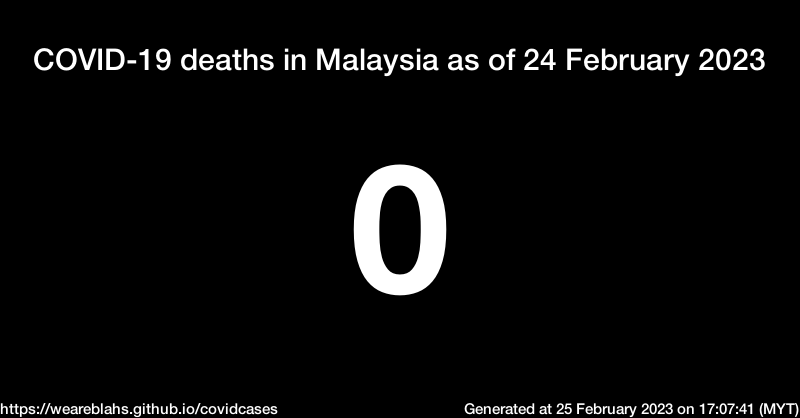 COVID-19 deaths in Malaysia as of 24 February 2023
0
https://weareblahs.github.io/covidcases
Generated at 25 February 2023 on 17:07:41 (MYT)